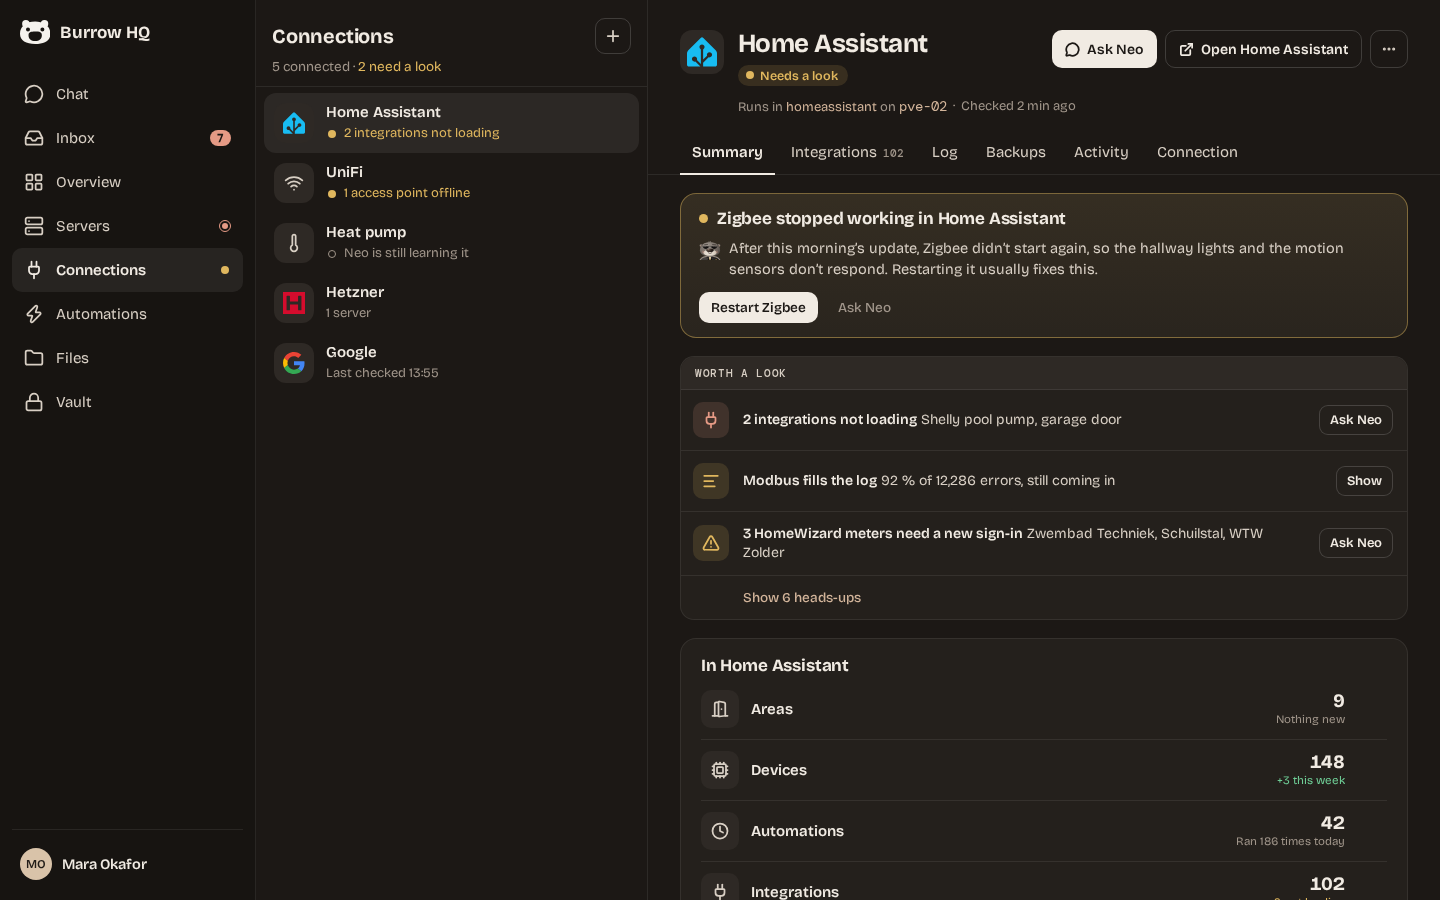 Burrow HQ
Chat
Inbox
7
Overview
Servers
Connections
Automations
Files
Vault
MO
Mara Okafor
Connections
5 connected · 2 need a look
Home Assistant
2 integrations not loading
UniFi
1 access point offline
Heat pump
Neo is still learning it
Hetzner
1 server
Google
Last checked 13:55
Home Assistant
Needs a look
Runs in homeassistant on pve-02 · Checked 2 min ago
Ask Neo
Open Home Assistant
Summary
Integrations 102
Log
Backups
Activity
Connection
Zigbee stopped working in Home Assistant
After this morning's update, Zigbee didn't start again, so the hallway lights and the motion
sensors don't respond. Restarting it usually fixes this.
Restart Zigbee
Ask Neo
WORTH A LOOK
2 integrations not loading Shelly pool pump, garage door
Ask Neo
Modbus fills the log 92 % of 12,286 errors, still coming in
Show
3 HomeWizard meters need a new sign-in Zwembad Techniek, Schuilstal, WTW
Zolder
Ask Neo
Show 6 heads-ups
In Home Assistant
Areas
9
Nothing new
Devices
148
+3 this week
Automations
42
Ran 186 times today
Integrations
102